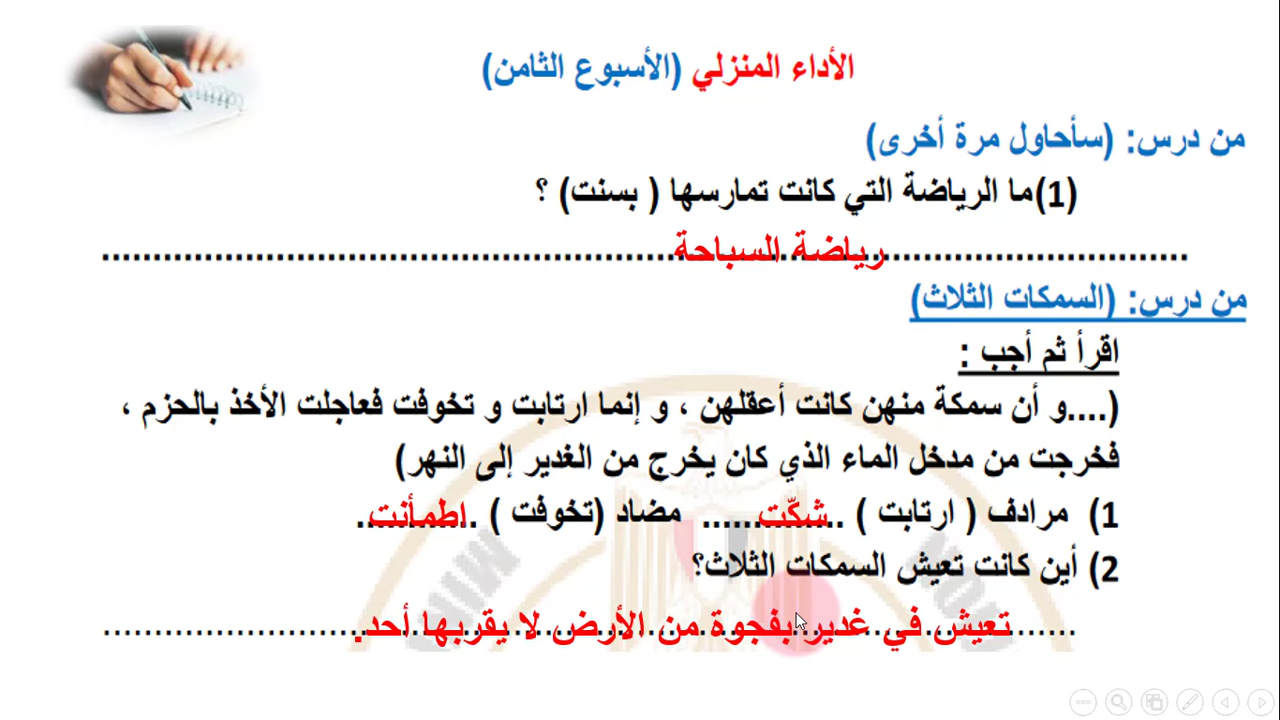 الأداء المنزلي (الأسبوع الثامن)
من درس: (سأحاول مرة أخرى)
(1)ما الرياضة التي كانت تمارسها ( بسنت) ؟
رياضة السباحة
من درس: (السمكات الثلاث)
اقرأ ثم أجب :
(....و أن سمكة منهن كانت أعقلهن ، و إنما ارتابت و تخوفت فعاجلت الأخذ بالحزم ،
فخرجت من مدخل الماء الذي كان يخرج من الغدير إلى النهر)
1) مرادف ( ارتابت ) .. شكّت ...... مضاد (تخوفت ) .. اطمأنت ..
2) أين كانت تعيش السمكات الثلاث؟
تعيش في غدير بفجوة من الأرض لا يقربها أحد.